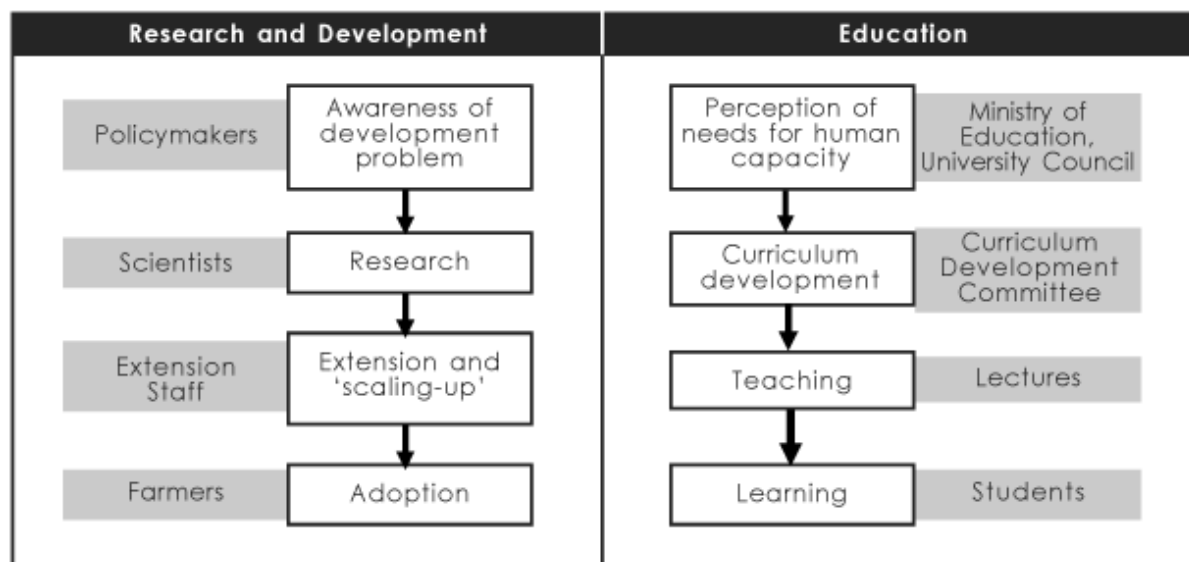 Research and Development
Policymakers
Awareness of
development
problem
Scientists
Research
Extension
Staff
Extension and
‘scaling-up’
Farmers
Adoption
Education
Perception of
needs for human
capacity
Ministry of
Education,
University Council
Curriculum
development
Curriculum
Development
Committee
Teaching
Lectures
Learning
Students